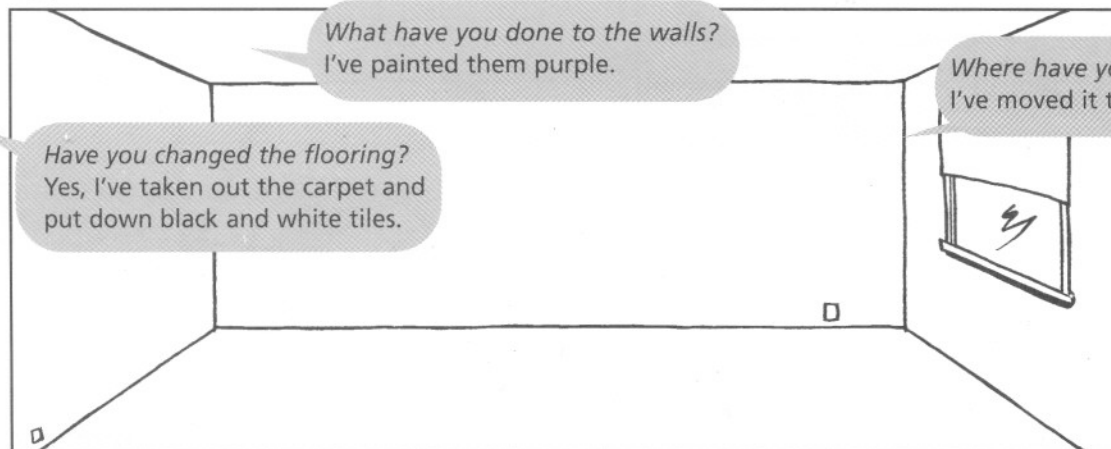 What have you done to the walls?
I've painted them purple.
Where have
I've moved it
Have you changed the flooring?
Yes, I've taken out the carpet and
put down black and white tiles.